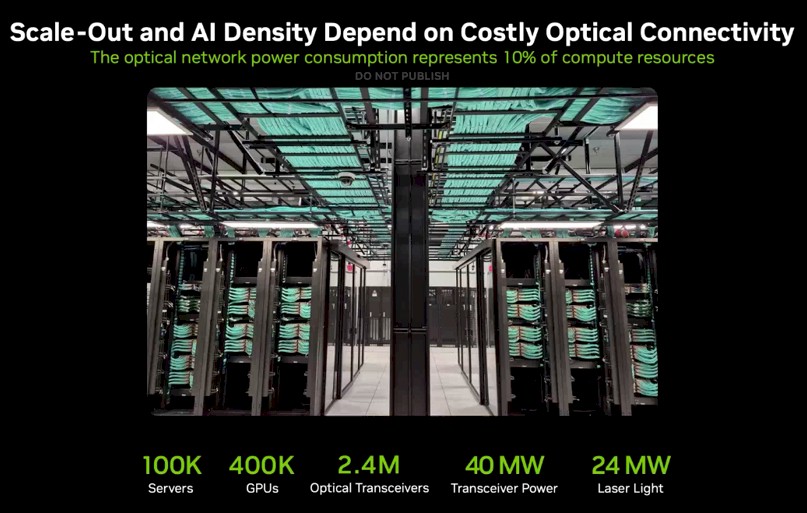 Scale-Out and AI Density Depend on Costly Optical Connectivity
The optical network power consumption represents 10% of compute resources
DO NOT PUBLISH
100K 400K 2.4M 40 MW 24 MW
Servers GPUs Optical Transceivers Transceiver Power Laser Light